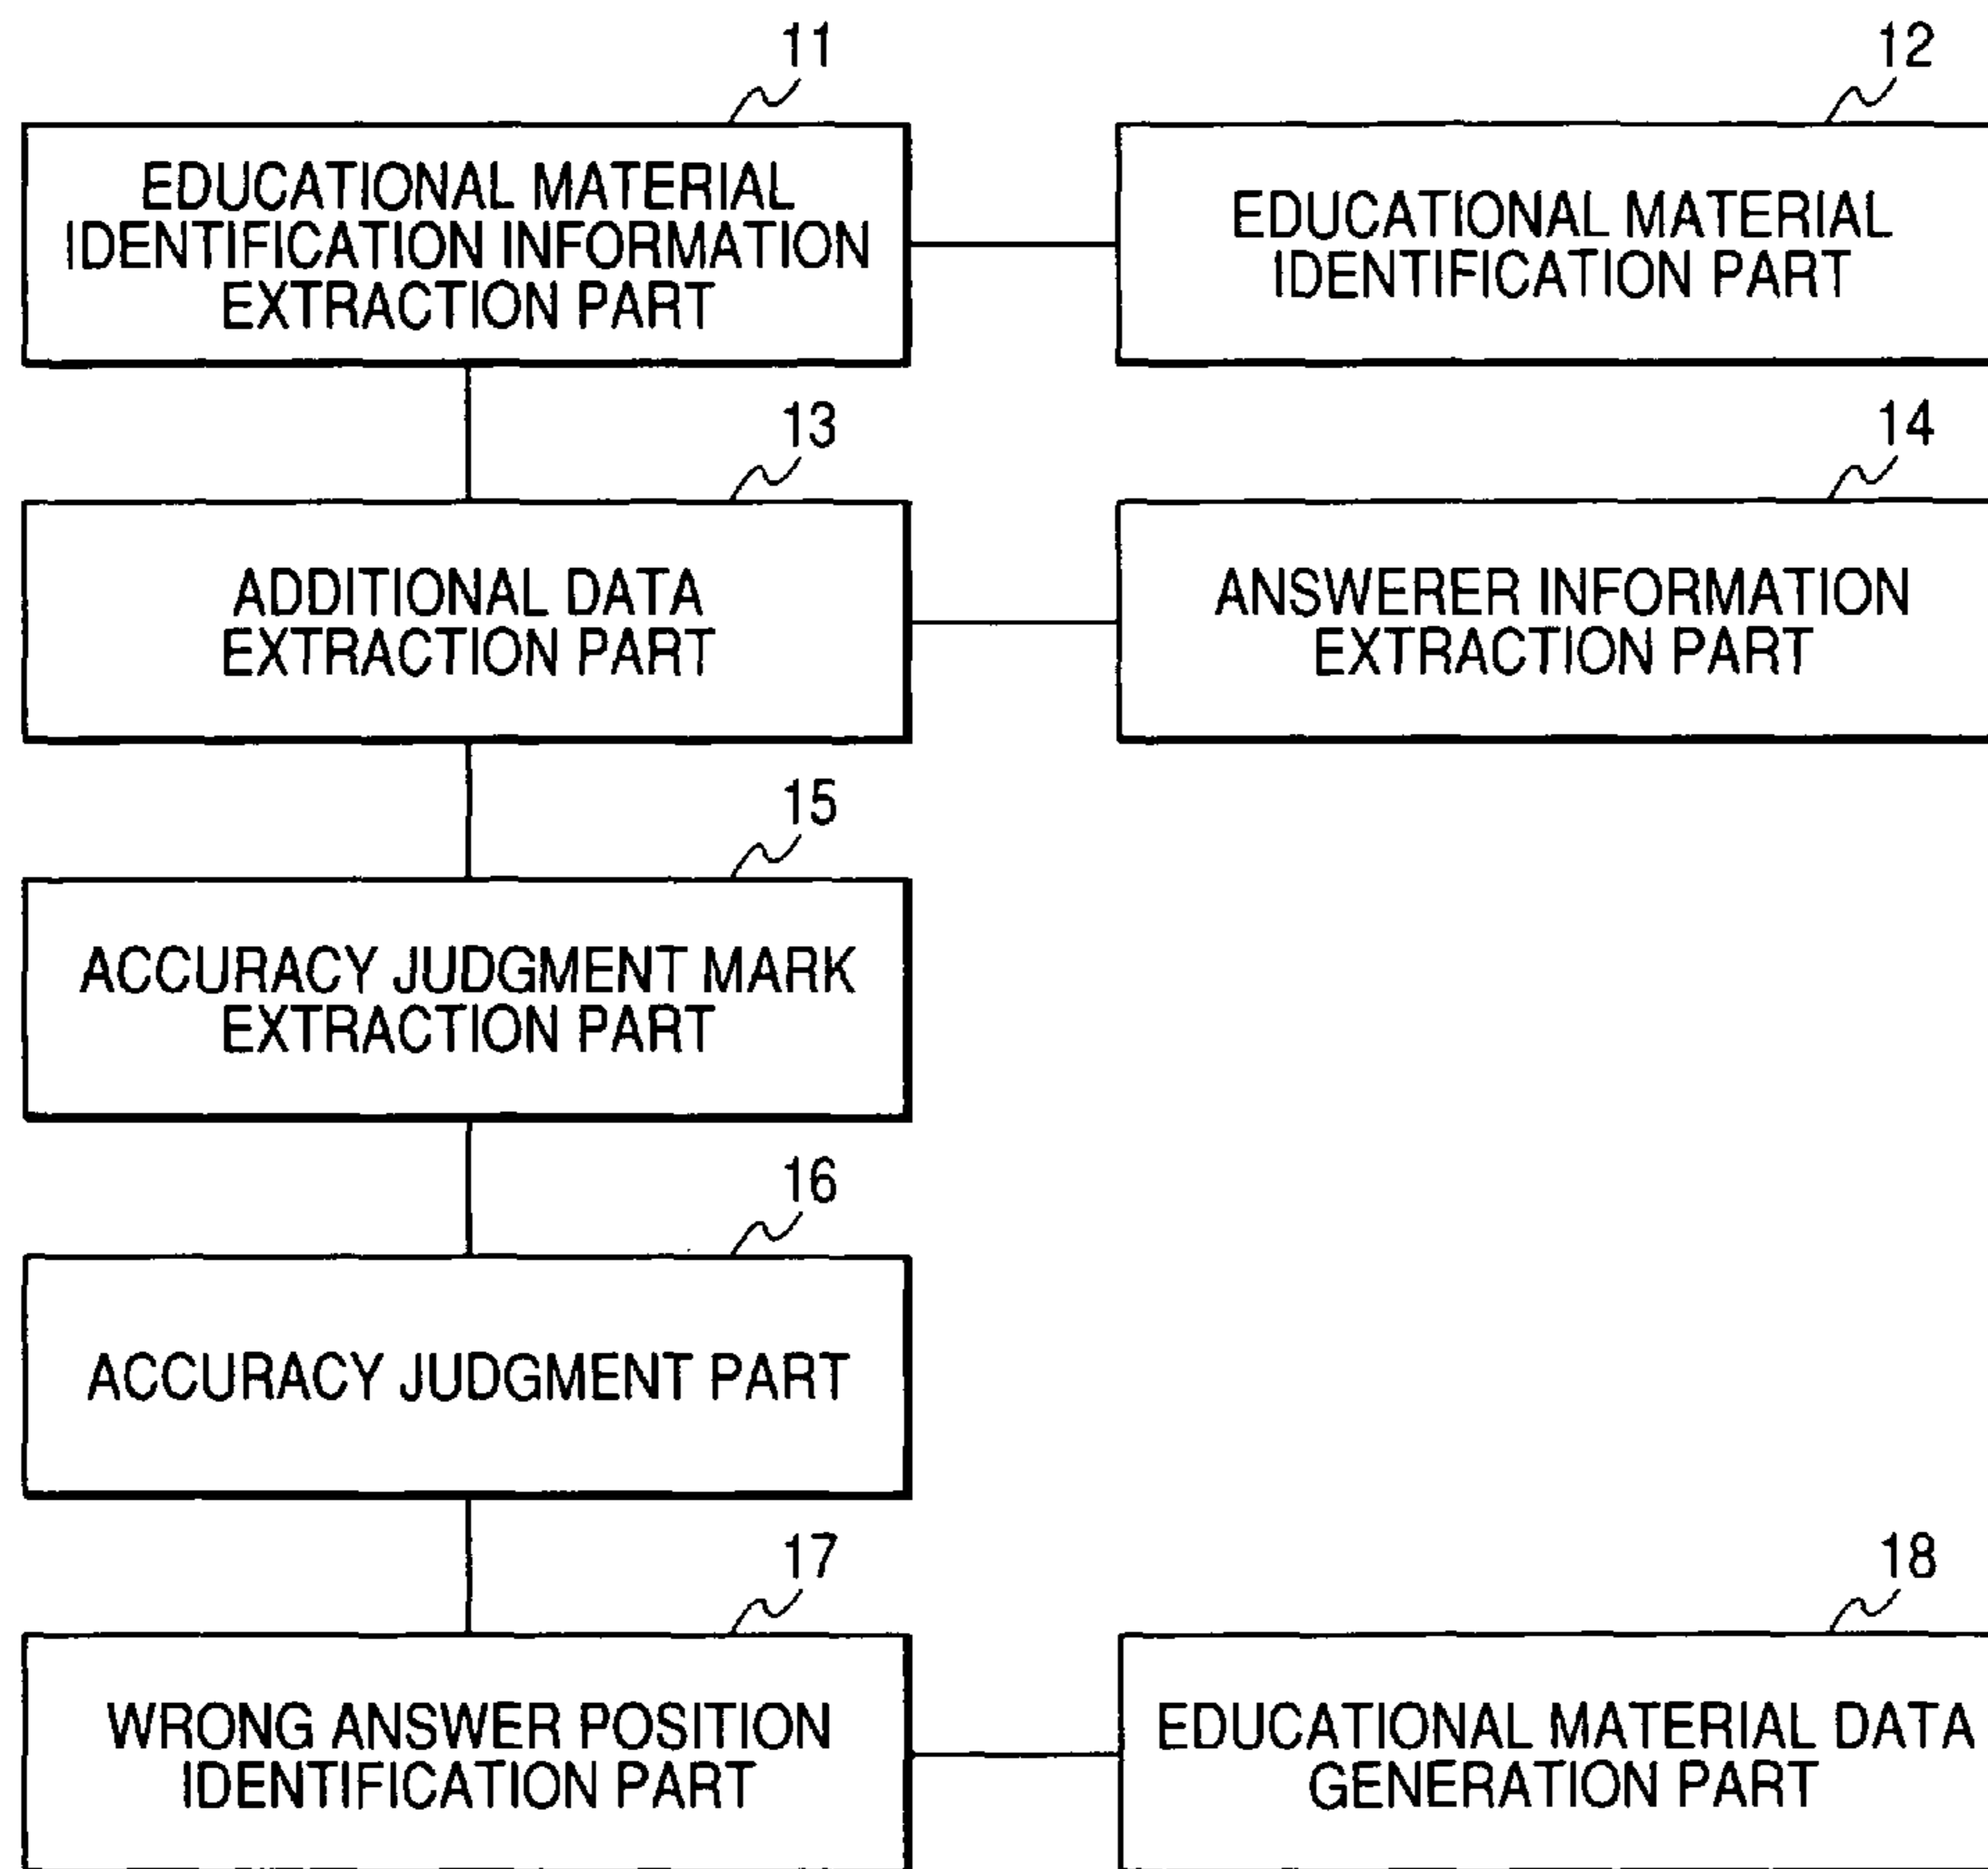 11
EDUCATIONAL MATERIAL
IDENTIFICATION INFORMATION
EXTRACTION PART
12
EDUCATIONAL MATERIAL
IDENTIFICATION PART
13
ADDITIONAL DATA
EXTRACTION PART
14
ANSWERER INFORMATION
EXTRACTION PART
15
ACCURACY JUDGMENT MARK
EXTRACTION PART
16
ACCURACY JUDGMENT PART
17
WRONG ANSWER POSITION
IDENTIFICATION PART
18
EDUCATIONAL MATERIAL DATA
GENERATION PART